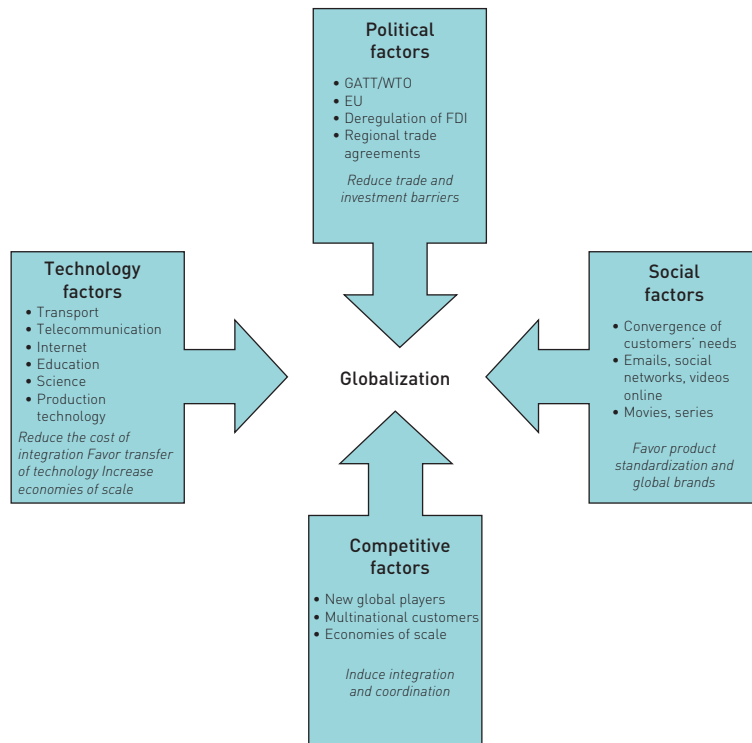 Political
factors
• GATT/WTO
• EU
• Deregulation of FDI
• Regional trade
agreements
Reduce trade and
investment barriers
Technology
factors
• Transport
• Telecommunication
• Internet
• Education
• Science
• Production
technology
Reduce the cost of
integration Favor transfer
of technology Increase
economies of scale
Globalization
Social
factors
• Convergence of
customers' needs
• Emails, social
networks, videos
online
• Movies, series
Favor product
standardization and
global brands
Competitive
factors
• New global players
• Multinational customers
• Economies of scale
Induce integration
and coordination